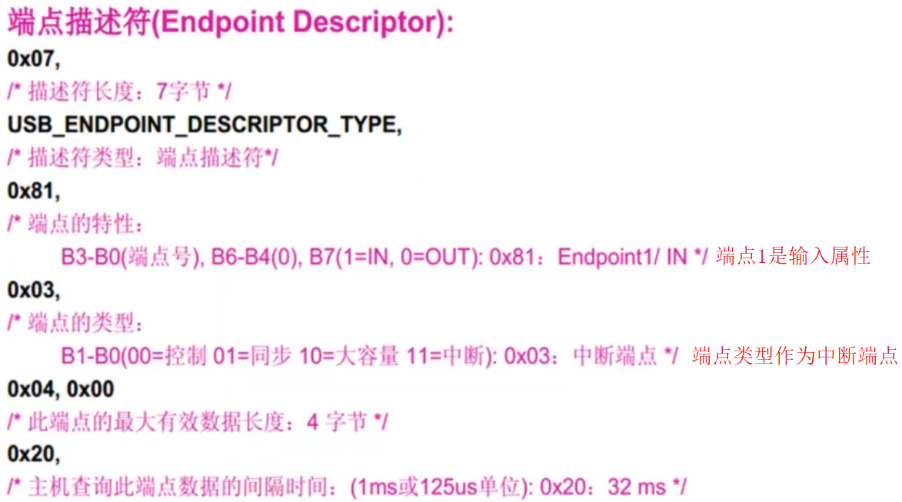 端点描述符(Endpoint Descriptor):
0x07,
/* 描述符长度：7字节 */
USB_ENDPOINT_DESCRIPTOR_TYPE,
/* 描述符类型：端点描述符*/
0x81,
/* 端点的特性：
B3-B0(端点号), B6-B4(0), B7(1=IN, 0=OUT): 0x81：Endpoint1/ IN */ 端点1是输入属性
0x03,
/* 端点的类型：
B1-B0(00=控制 01=同步 10=大容量 11=中断): 0x03：中断端点 */ 端点类型作为中断端点
0x04, 0x00
/* 此端点的最大有效数据长度：4 字节 */
0x20,
/* 主机查询此端点数据的间隔时间：(1ms或125us单位): 0x20：32 ms */